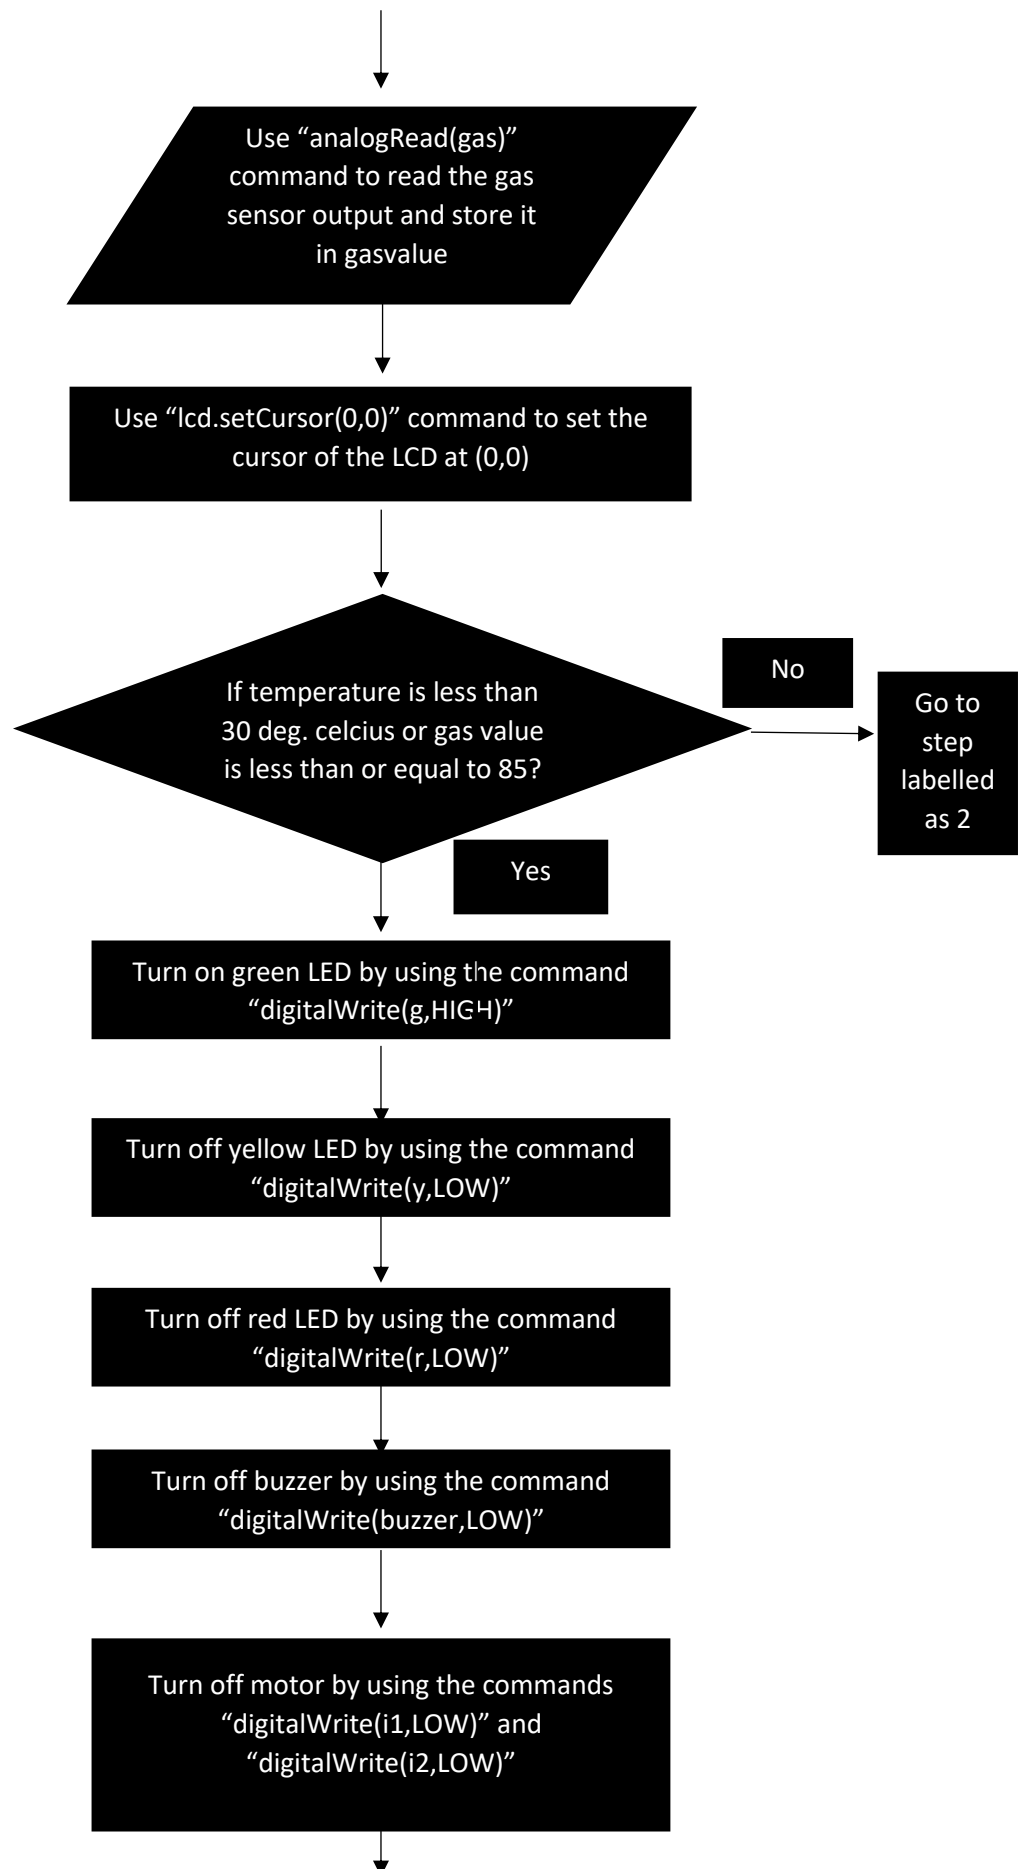 Use “analogRead(gas)”
command to read the gas
sensor output and store it
in gasvalue
Use “lcd.setCursor(0,0)” command to set the
cursor of the LCD at (0,0)
If temperature is less than
30 deg. celcius or gas value
is less than or equal to 85?
No
Go to
step
labelled
as 2
Yes
Turn on green LED by using the command
“digitalWrite(g,HIGH)”
Turn off yellow LED by using the command
“digitalWrite(y,LOW)”
Turn off red LED by using the command
“digitalWrite(r,LOW)”
Turn off buzzer by using the command
“digitalWrite(buzzer,LOW)”
Turn off motor by using the commands
“digitalWrite(i1,LOW)” and
“digitalWrite(i2,LOW)”